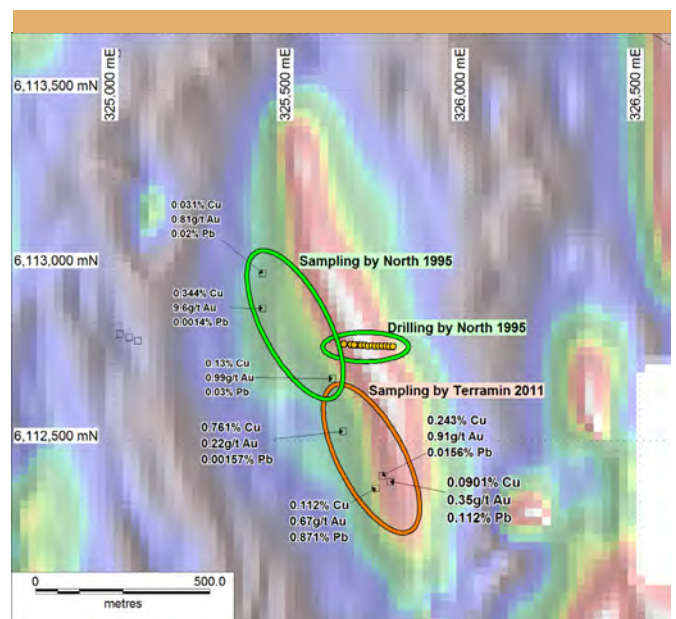 325,000 mE
325,500 mE
326,000 mE
326,500 mE
6,113,500 mN
0.031% Cu
0.81g/t Au
0.02% Pb
6,113,000 mN
Sampling by North 1995
0.344% Cu
9.6g/t Au
0.0014% Pb
Drilling by North 1995
0.13% Cu
0.99g/t Au
0.03% Pb
Sampling by Terramin 2011
6,112,500 mN
0.761% Cu
0.22g/t Au
0.00157% Pb
0.243% Cu
0.91g/t Au
0.0156% Pb
0.0901% Cu
0.35g/t Au
0.112% Pb
0.112% Cu
0.67g/t Au
0.871% Pb
0
500.0
metres